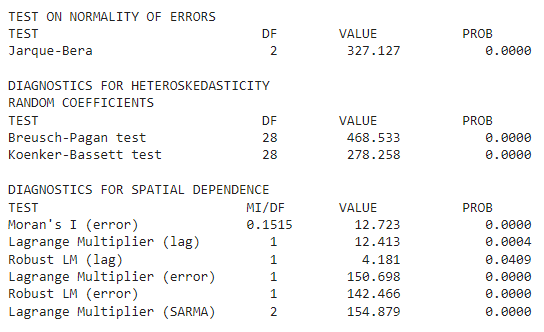 TEST ON NORMALITY OF ERRORS
TEST DF VALUE PROB
Jarque-Bera 2 327.127 0.0000
DIAGNOSTICS FOR HETEROSKEDASTICITY
RANDOM COEFFICIENTS
TEST DF VALUE PROB
Breusch-Pagan test 28 468.533 0.0000
Koenker-Bassett test 28 278.258 0.0000
DIAGNOSTICS FOR SPATIAL DEPENDENCE
TEST MI/DF VALUE PROB
Moran's I (error) 0.1515 12.723 0.0000
Lagrange Multiplier (lag) 1 12.413 0.0004
Robust LM (lag) 1 4.181 0.0409
Lagrange Multiplier (error) 1 150.698 0.0000
Robust LM (error) 1 142.466 0.0000
Lagrange Multiplier (SARMA) 2 154.879 0.0000